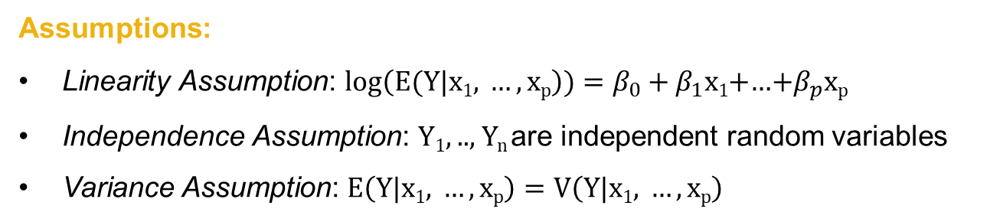 Assumptions:
• Linearity Assumption: log(E(Y|x₁, …,xₚ)) = β₀ + β₁x₁+…+βₚxₚ
• Independence Assumption: Y₁, .., Yₙ are independent random variables
• Variance Assumption: E(Y|x₁, …,xₚ) = V(Y|x₁, …,xₚ)